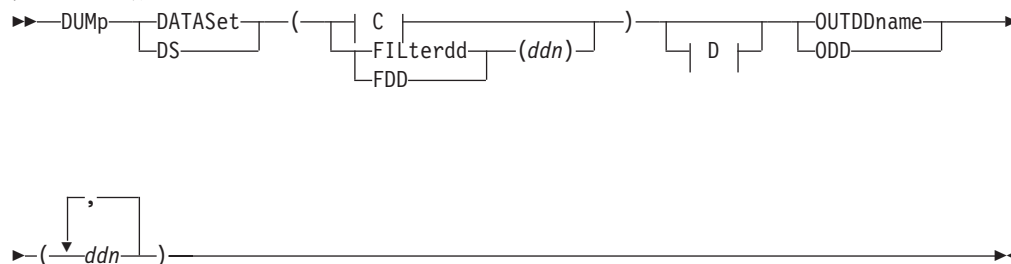 DUMp DATASet ( C ) D OUTDDname
DS FILterdd (ddn) ODD
FDD
,
( ddn )